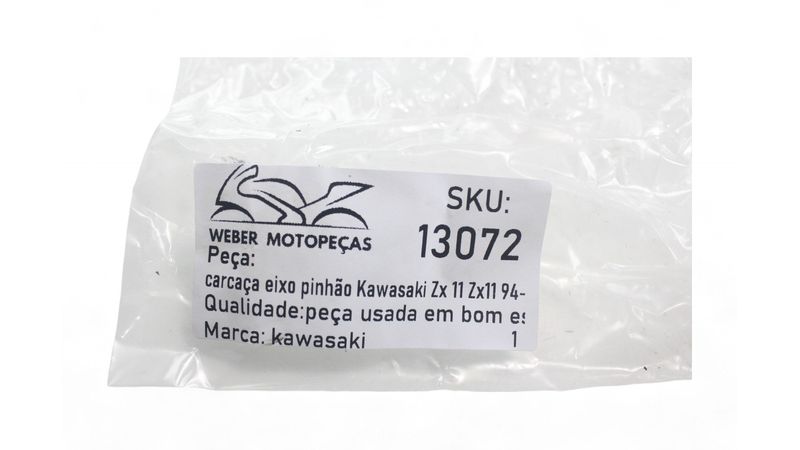 WEBER MOTOPEÇAS
SKU:
13072
Peça:
carcaça eixo pinhão Kawasaki Zx 11 Zx11 94-
Qualidade:peça usada em bom es
Marca: kawasaki 1